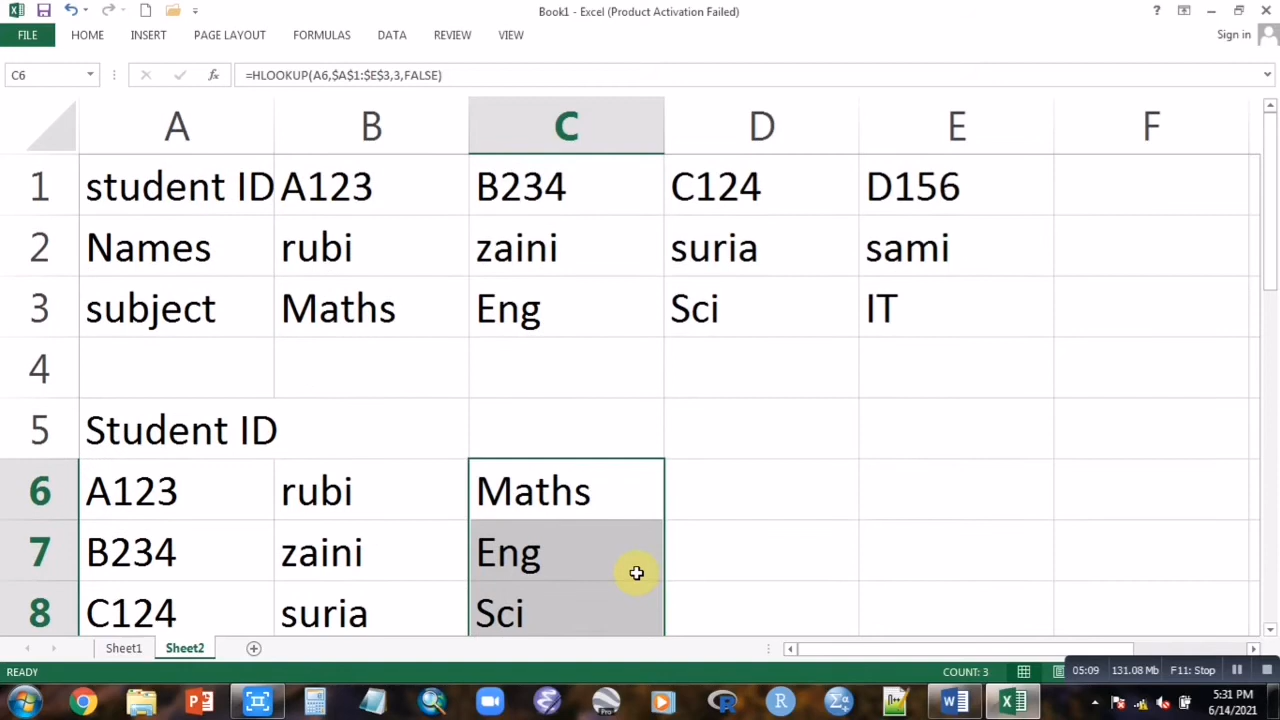 Book1 - Excel (Product Activation Failed)
?
FILE HOME INSERT PAGE LAYOUT FORMULAS DATA REVIEW VIEW Sign in
C6 fx =HLOOKUP(A6,$A$1:$E$3,3,FALSE)
A B C D E F
1 student ID A123 B234 C124 D156
2 Names rubi zaini suria sami
3 subject Maths Eng Sci IT
4
5 Student ID
6 A123 rubi Maths
7 B234 zaini Eng
8 C124 suria Sci
Sheet1 Sheet2
READY COUNT: 3 05:09 131.08 Mb F11: Stop
5:31 PM
6/14/2021